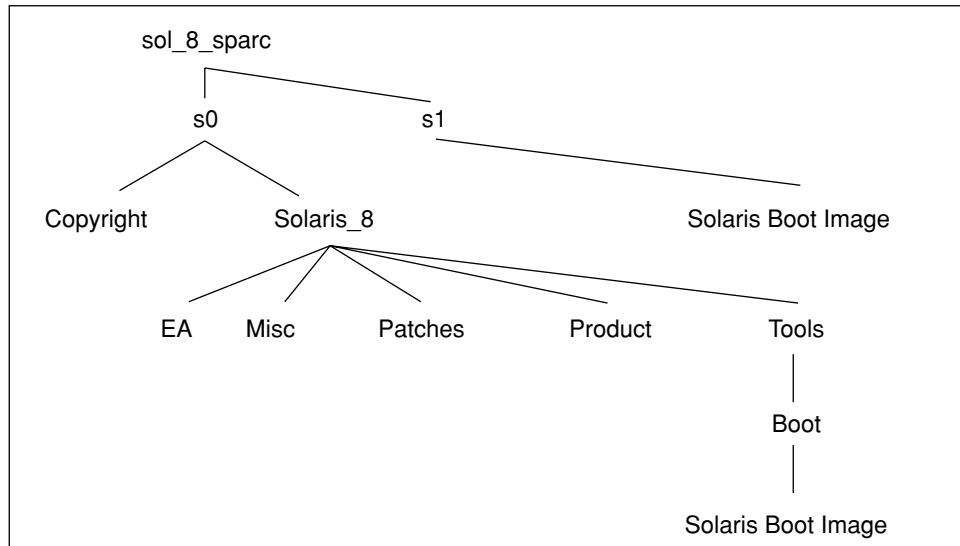 sol_8_sparc
s0 s1
Copyright Solaris_8 Solaris Boot Image
EA Misc Patches Product Tools
Boot
Solaris Boot Image